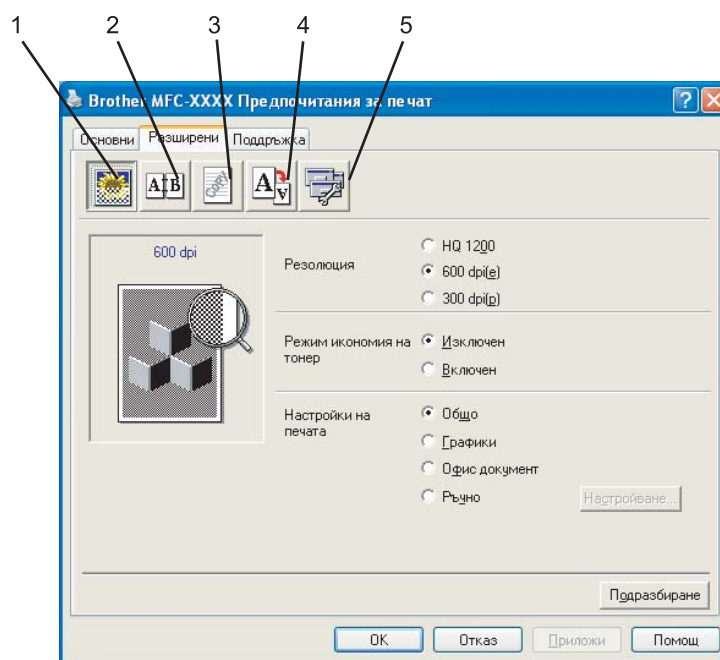 1 2 3 4 5
Brother MFC-XXXX Предпочитания за печат
Основни Разширени Поддръжка
A B COPY A A
600 dpi
Резолюция
HQ 1200
600 dpi(e)
300 dpi(p)
Режим икономия на тонер
Изключен
Включен
Настройки на печата
Общо
Графики
Офис документ
Ръчно
Настройване...
Подразбиране
OK Отказ Приложи Помощ